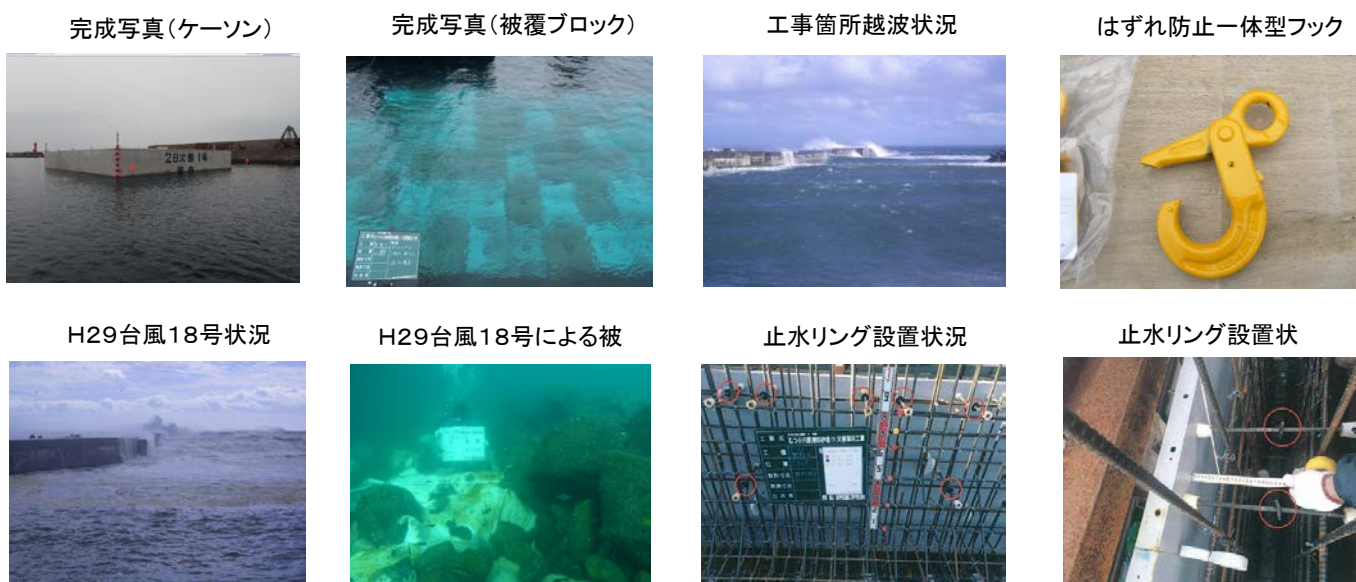 完成写真(ケーソン)
完成写真(被覆ブロック)
工事箇所越波状況
はずれ防止一体型フック
H29台風18号状況
H29台風18号による被
止水リング設置状況
止水リング設置状